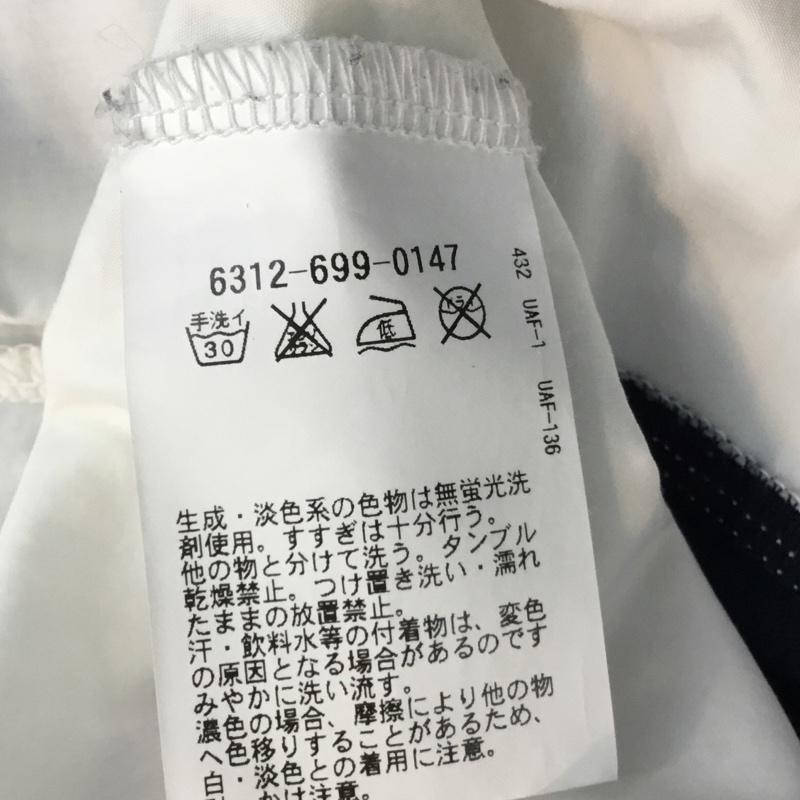 6312-699-0147
手洗イ
30
低
ドライ
432 UAF-1 UAF-136
生成・淡色系の色物は無蛍光洗
剤使用。すすぎは十分行う。
他の物と分けて洗う。タンブル
乾燥禁止。つけ置き洗い・濡れ
たままの放置禁止。
汗・飲料水等の付着物は、変色
の原因となる場合があるのです
みやかに洗い流す。
濃色の場合、摩擦により他の物
へ色移りすることがあるため、
白・淡色との着用に注意。